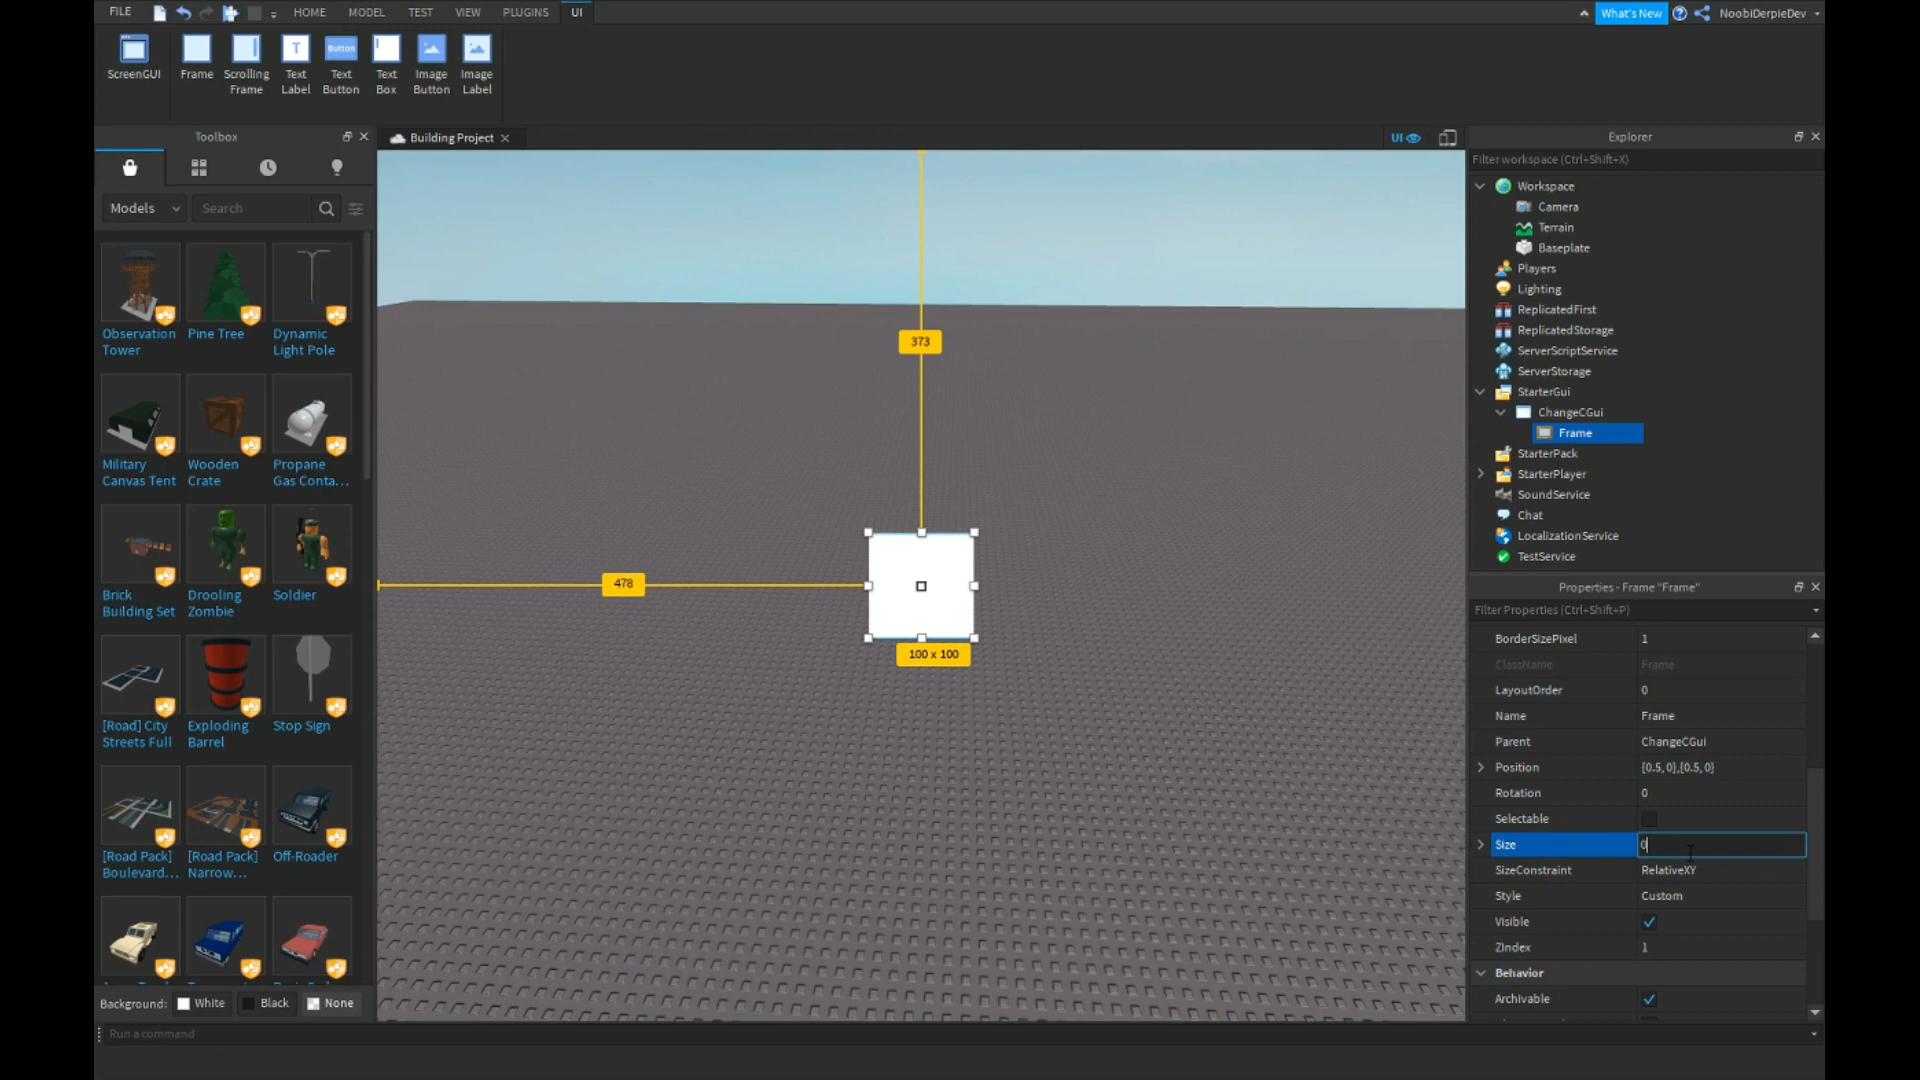 FILE HOME MODEL TEST VIEW PLUGINS UI What's New NoobiDerpieDev
ScreenGUI
Frame
Scrolling
Frame
Text
Label
Button
Text
Button
Text
Box
Image
Button
Image
Label
Toolbox
Models Search
Observation
Tower
Pine Tree
Dynamic
Light Pole
Military
Canvas Tent
Wooden
Crate
Propane
Gas Conta...
Brick
Building Set
Drooling
Zombie
Soldier
[Road] City
Streets Full
Exploding
Barrel
Stop Sign
[Road Pack]
Boulevard...
[Road Pack]
Narrow...
Off-Roader
Background: White Black None
Run a command
Building Project
UI
373
478
100 x 100
Explorer
Filter workspace (Ctrl+Shift+X)
Workspace
Camera
Terrain
Baseplate
Players
Lighting
ReplicatedFirst
ReplicatedStorage
ServerScriptService
ServerStorage
StarterGui
ChangeCGui
Frame
StarterPack
StarterPlayer
SoundService
Chat
LocalizationService
TestService
Properties - Frame "Frame"
Filter Properties (Ctrl+Shift+P)
BorderSizePixel 1
ClassName Frame
LayoutOrder 0
Name Frame
Parent ChangeCGui
Position {0.5, 0},{0.5, 0}
Rotation 0
Selectable
Size 0
SizeConstraint RelativeXY
Style Custom
Visible
ZIndex 1
Behavior
Archivable